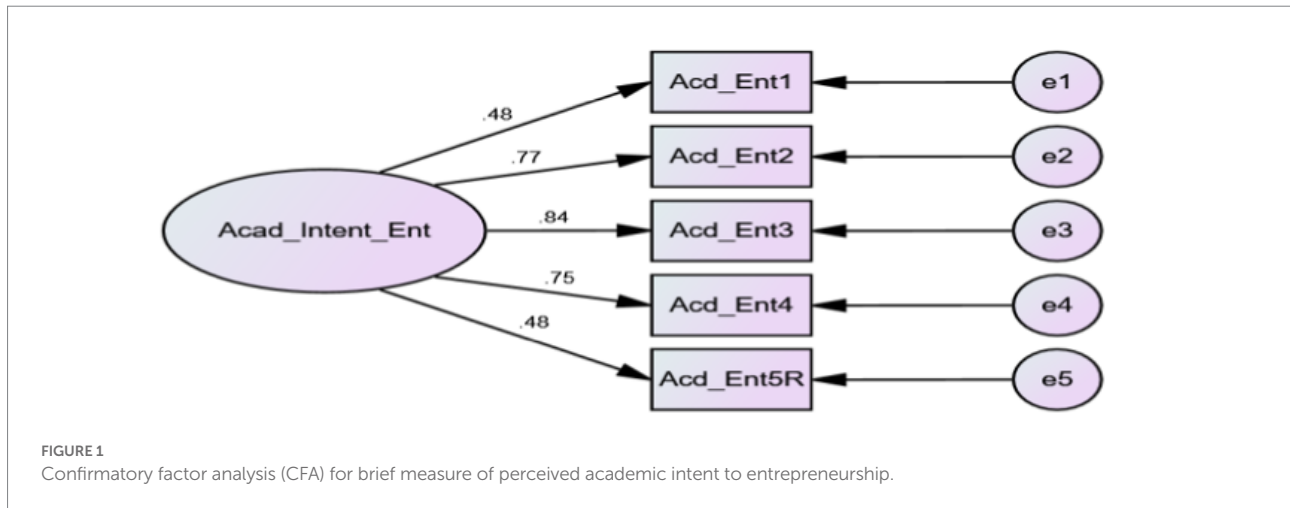 Acd_Ent1
e1
.48
Acd_Ent2
e2
.77
Acad_Intent_Ent
.84
Acd_Ent3
e3
.75
Acd_Ent4
e4
.48
Acd_Ent5R
e5
FIGURE 1
Confirmatory factor analysis (CFA) for brief measure of perceived academic intent to entrepreneurship.